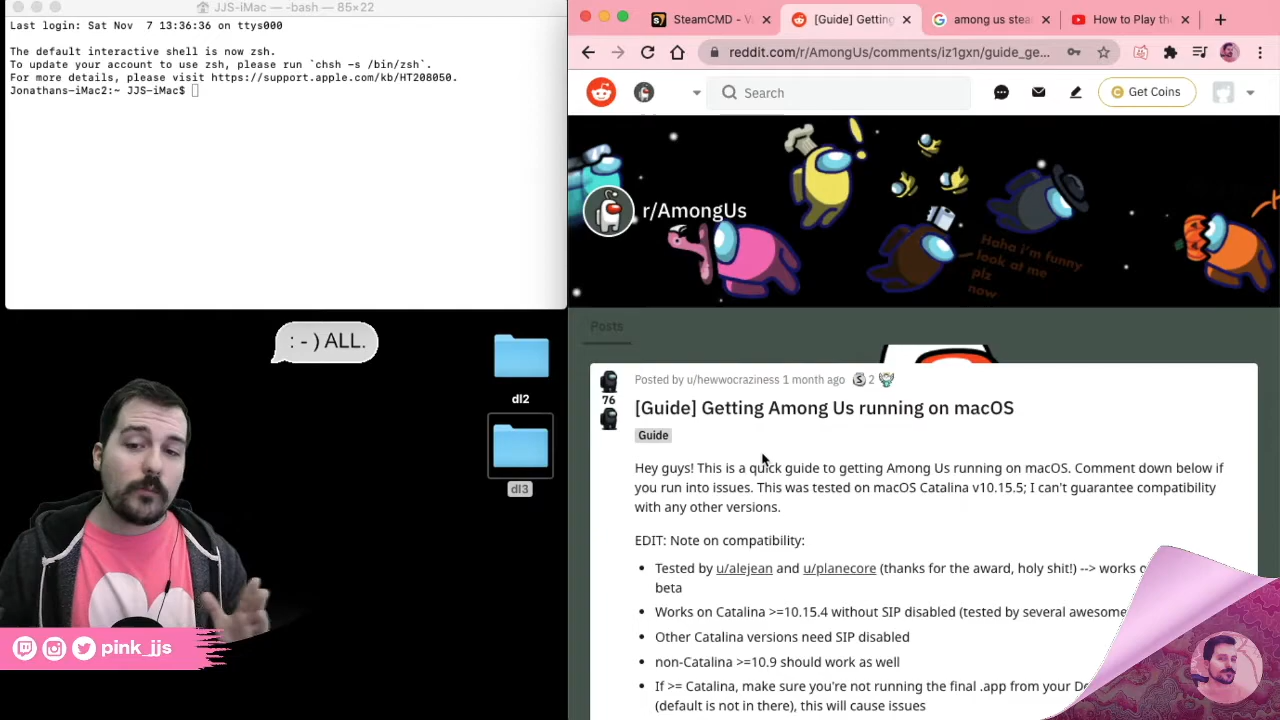 JJS-iMac — -bash — 85×22
Last login: Sat Nov  7 13:36:36 on ttys000
The default interactive shell is now zsh.
To update your account to use zsh, please run `chsh -s /bin/zsh`.
For more details, please visit https://support.apple.com/kb/HT208050.
Jonathans-iMac2:~ JJS-iMac$
SteamCMD - Va
[Guide] Getting
among us stea
How to Play th
reddit.com/r/AmongUs/comments/iz1gxn/guide_ge...
Search
Get Coins
r/AmongUs
Haha i'm funny
look at me
plz
now
Posts
: - ) ALL.
dl2
dl3
pink_jjs
Posted by u/hewwocraziness 1 month ago
2
76
[Guide] Getting Among Us running on macOS
Guide
Hey guys! This is a quick guide to getting Among Us running on macOS. Comment down below if
you run into issues. This was tested on macOS Catalina v10.15.5; I can't guarantee compatibility
with any other versions.
EDIT: Note on compatibility:
• Tested by u/alejean and u/planecore (thanks for the award, holy shit!) --> works o
beta
• Works on Catalina >=10.15.4 without SIP disabled (tested by several awesome
• Other Catalina versions need SIP disabled
• non-Catalina >=10.9 should work as well
• If >= Catalina, make sure you're not running the final .app from your Do
(default is not in there), this will cause issues